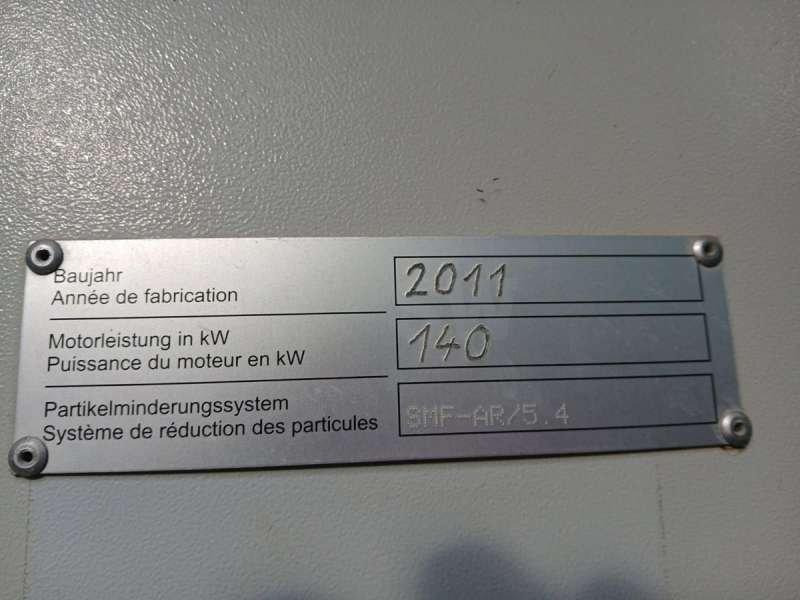 Baujahr
Année de fabrication
2011
Motorleistung in kW
Puissance du moteur en kW
140
Partikelminderungssystem
Système de réduction des particules
SMF-AR/5.4